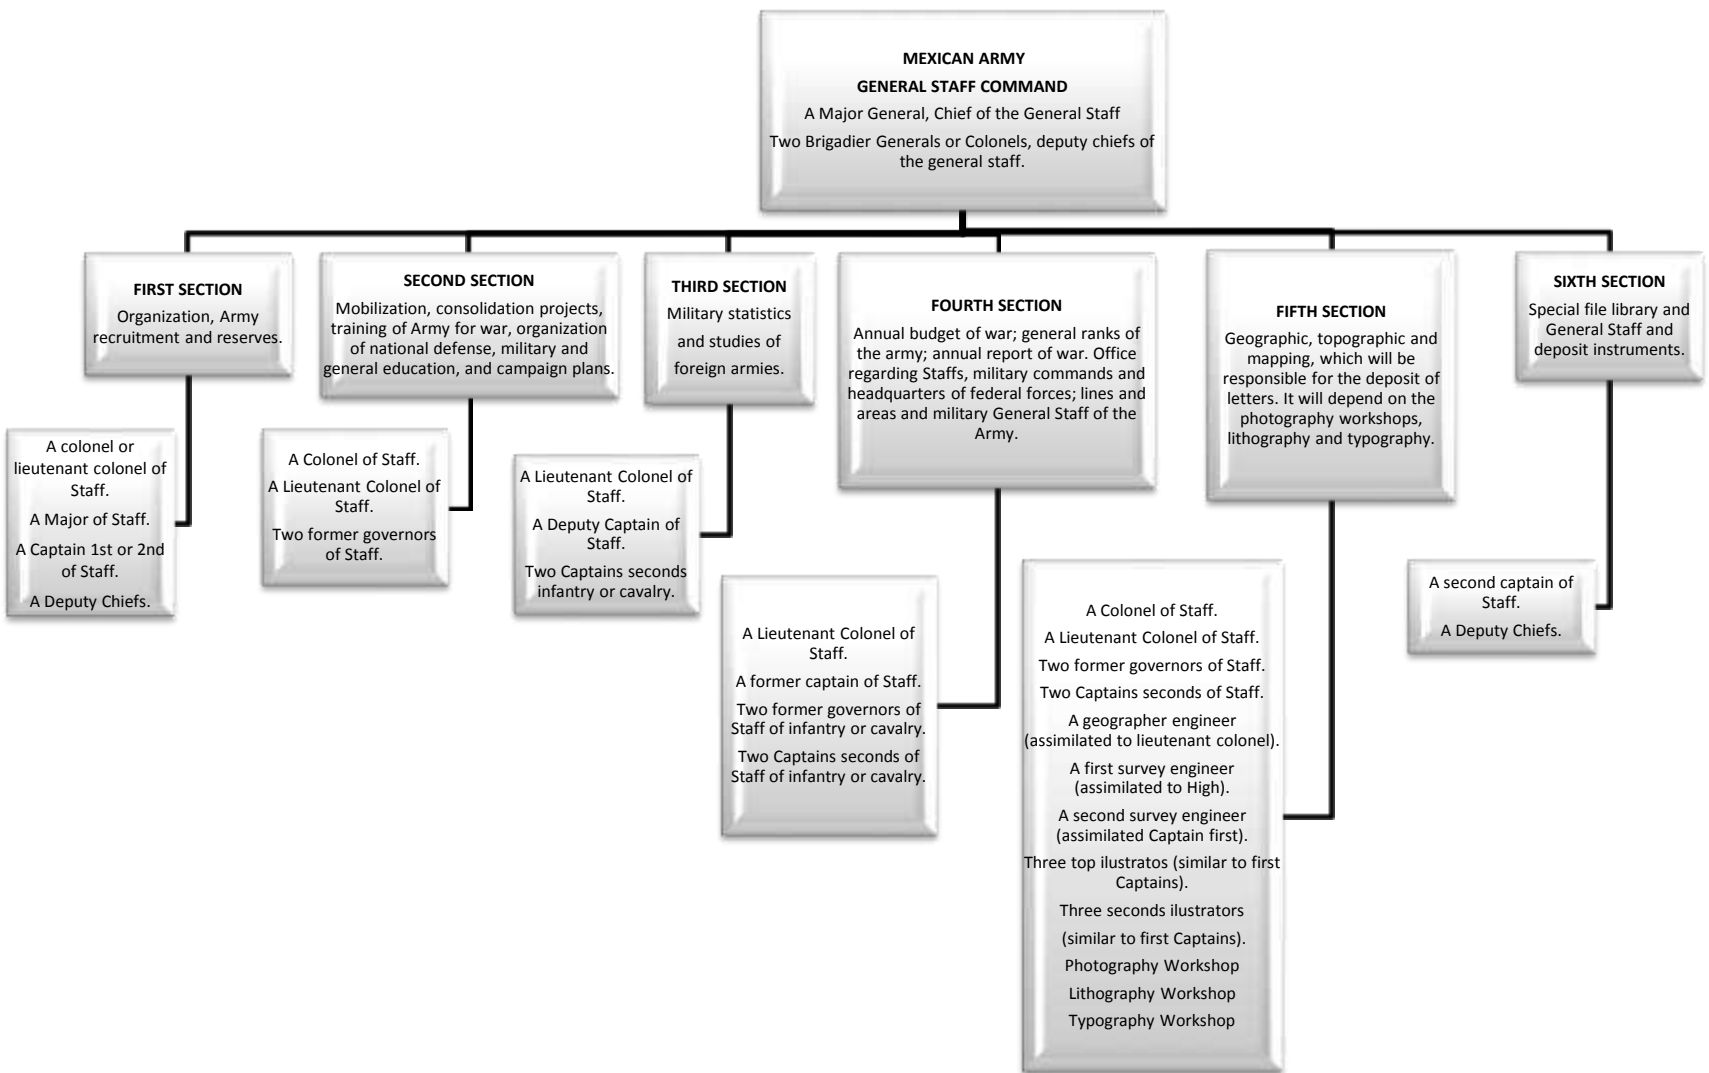 MEXICAN ARMY
GENERAL STAFF COMMAND
A Major General, Chief of the General Staff
Two Brigadier Generals or Colonels, deputy chiefs of
the general staff.
FIRST SECTION
Organization, Army
recruitment and reserves.
SECOND SECTION
Mobilization, consolidation projects,
training of Army for war, organization
of national defense, military and
general education, and campaign plans.
THIRD SECTION
Military statistics
and studies of
foreign armies.
FOURTH SECTION
Annual budget of war; general ranks of
the army; annual report of war. Office
regarding Staffs, military commands and
headquarters of federal forces; lines and
areas and military General Staff of the
Army.
FIFTH SECTION
Geographic, topographic and
mapping, which will be
responsible for the deposit of
letters. It will depend on the
photography workshops,
lithography and typography.
SIXTH SECTION
Special file library and
General Staff and
deposit instruments.
A colonel or
lieutenant colonel of
Staff.
A Major of Staff.
A Captain 1st or 2nd
of Staff.
A Deputy Chiefs.
A Colonel of Staff.
A Lieutenant Colonel of
Staff.
Two former governors
of Staff.
A Lieutenant Colonel of
Staff.
A Deputy Captain of
Staff.
Two Captains seconds
infantry or cavalry.
A Lieutenant Colonel of
Staff.
A former captain of Staff.
Two former governors of
Staff of infantry or cavalry.
Two Captains seconds of
Staff of infantry or cavalry.
A Colonel of Staff.
A Lieutenant Colonel of Staff.
Two former governors of Staff.
Two Captains seconds of Staff.
A geographer engineer
(assimilated to lieutenant colonel).
A first survey engineer
(assimilated to High).
A second survey engineer
(assimilated Captain first).
Three top ilustratos (similar to first
Captains).
Three seconds ilustrators
(similar to first Captains).
Photography Workshop
Lithography Workshop
Typography Workshop
A second captain of
Staff.
A Deputy Chiefs.